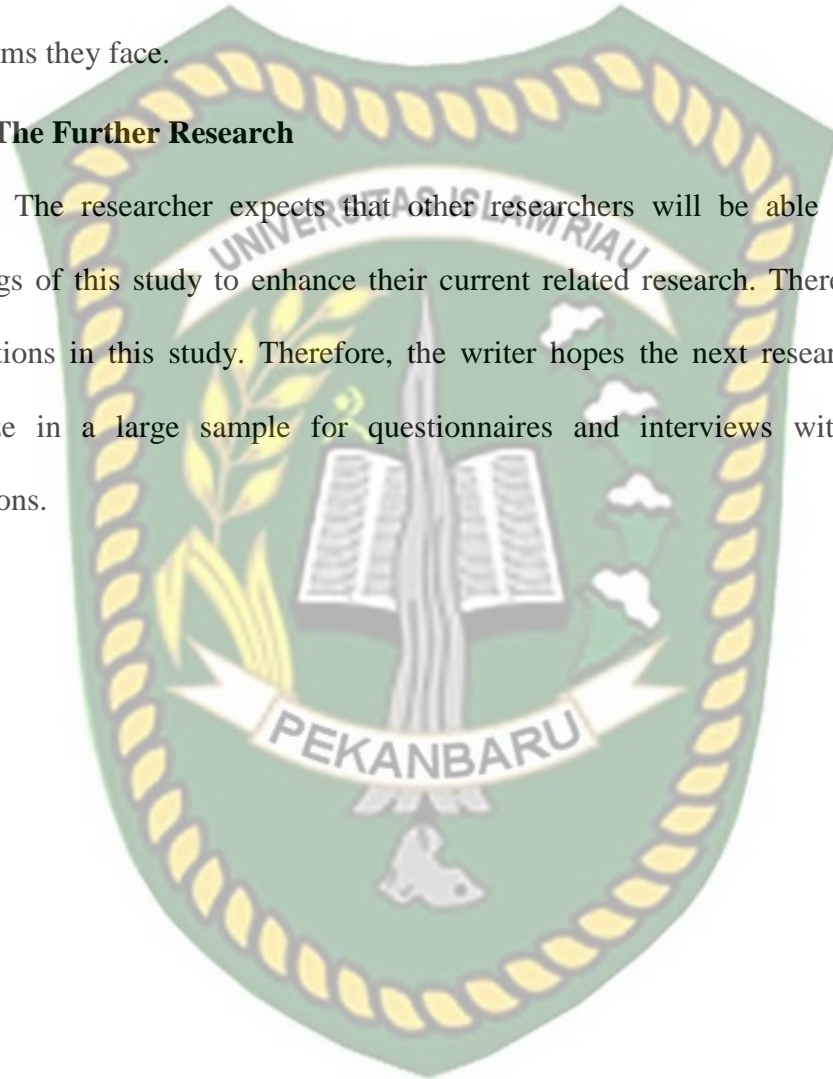 ms they face.
The Further Research
The researcher expects that other researchers will be able
gs of this study to enhance their current related research. There
tions in this study. Therefore, the writer hopes the next resear
e in a large sample for questionnaires and interviews wit
ons.
UNIVERSITAS ISLAM RIAU
PEKANBARU